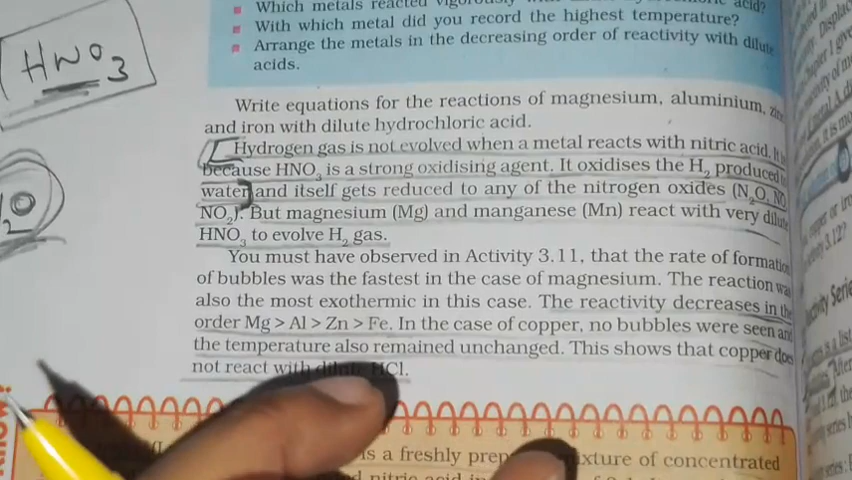 Which metals reacted vigorously acid?
With which metal did you record the highest temperature?
Arrange the metals in the decreasing order of reactivity with dilute
acids.
HNO3
Write equations for the reactions of magnesium, aluminium,
and iron with dilute hydrochloric acid.
Hydrogen gas is not evolved when a metal reacts with nitric acid.
because HNO3 is a strong oxidising agent. It oxidises the H2 produced
water and itself gets reduced to any of the nitrogen oxides (N2O, NO,
NO2). But magnesium (Mg) and manganese (Mn) react with very dilute
HNO3 to evolve H2 gas.
You must have observed in Activity 3.11, that the rate of formation
of bubbles was the fastest in the case of magnesium. The reaction was
also the most exothermic in this case. The reactivity decreases in the
order Mg > Al > Zn > Fe. In the case of copper, no bubbles were seen and
the temperature also remained unchanged. This shows that copper does
not react with dilute HCl.
is a freshly mixture of concentrated
nitric acid